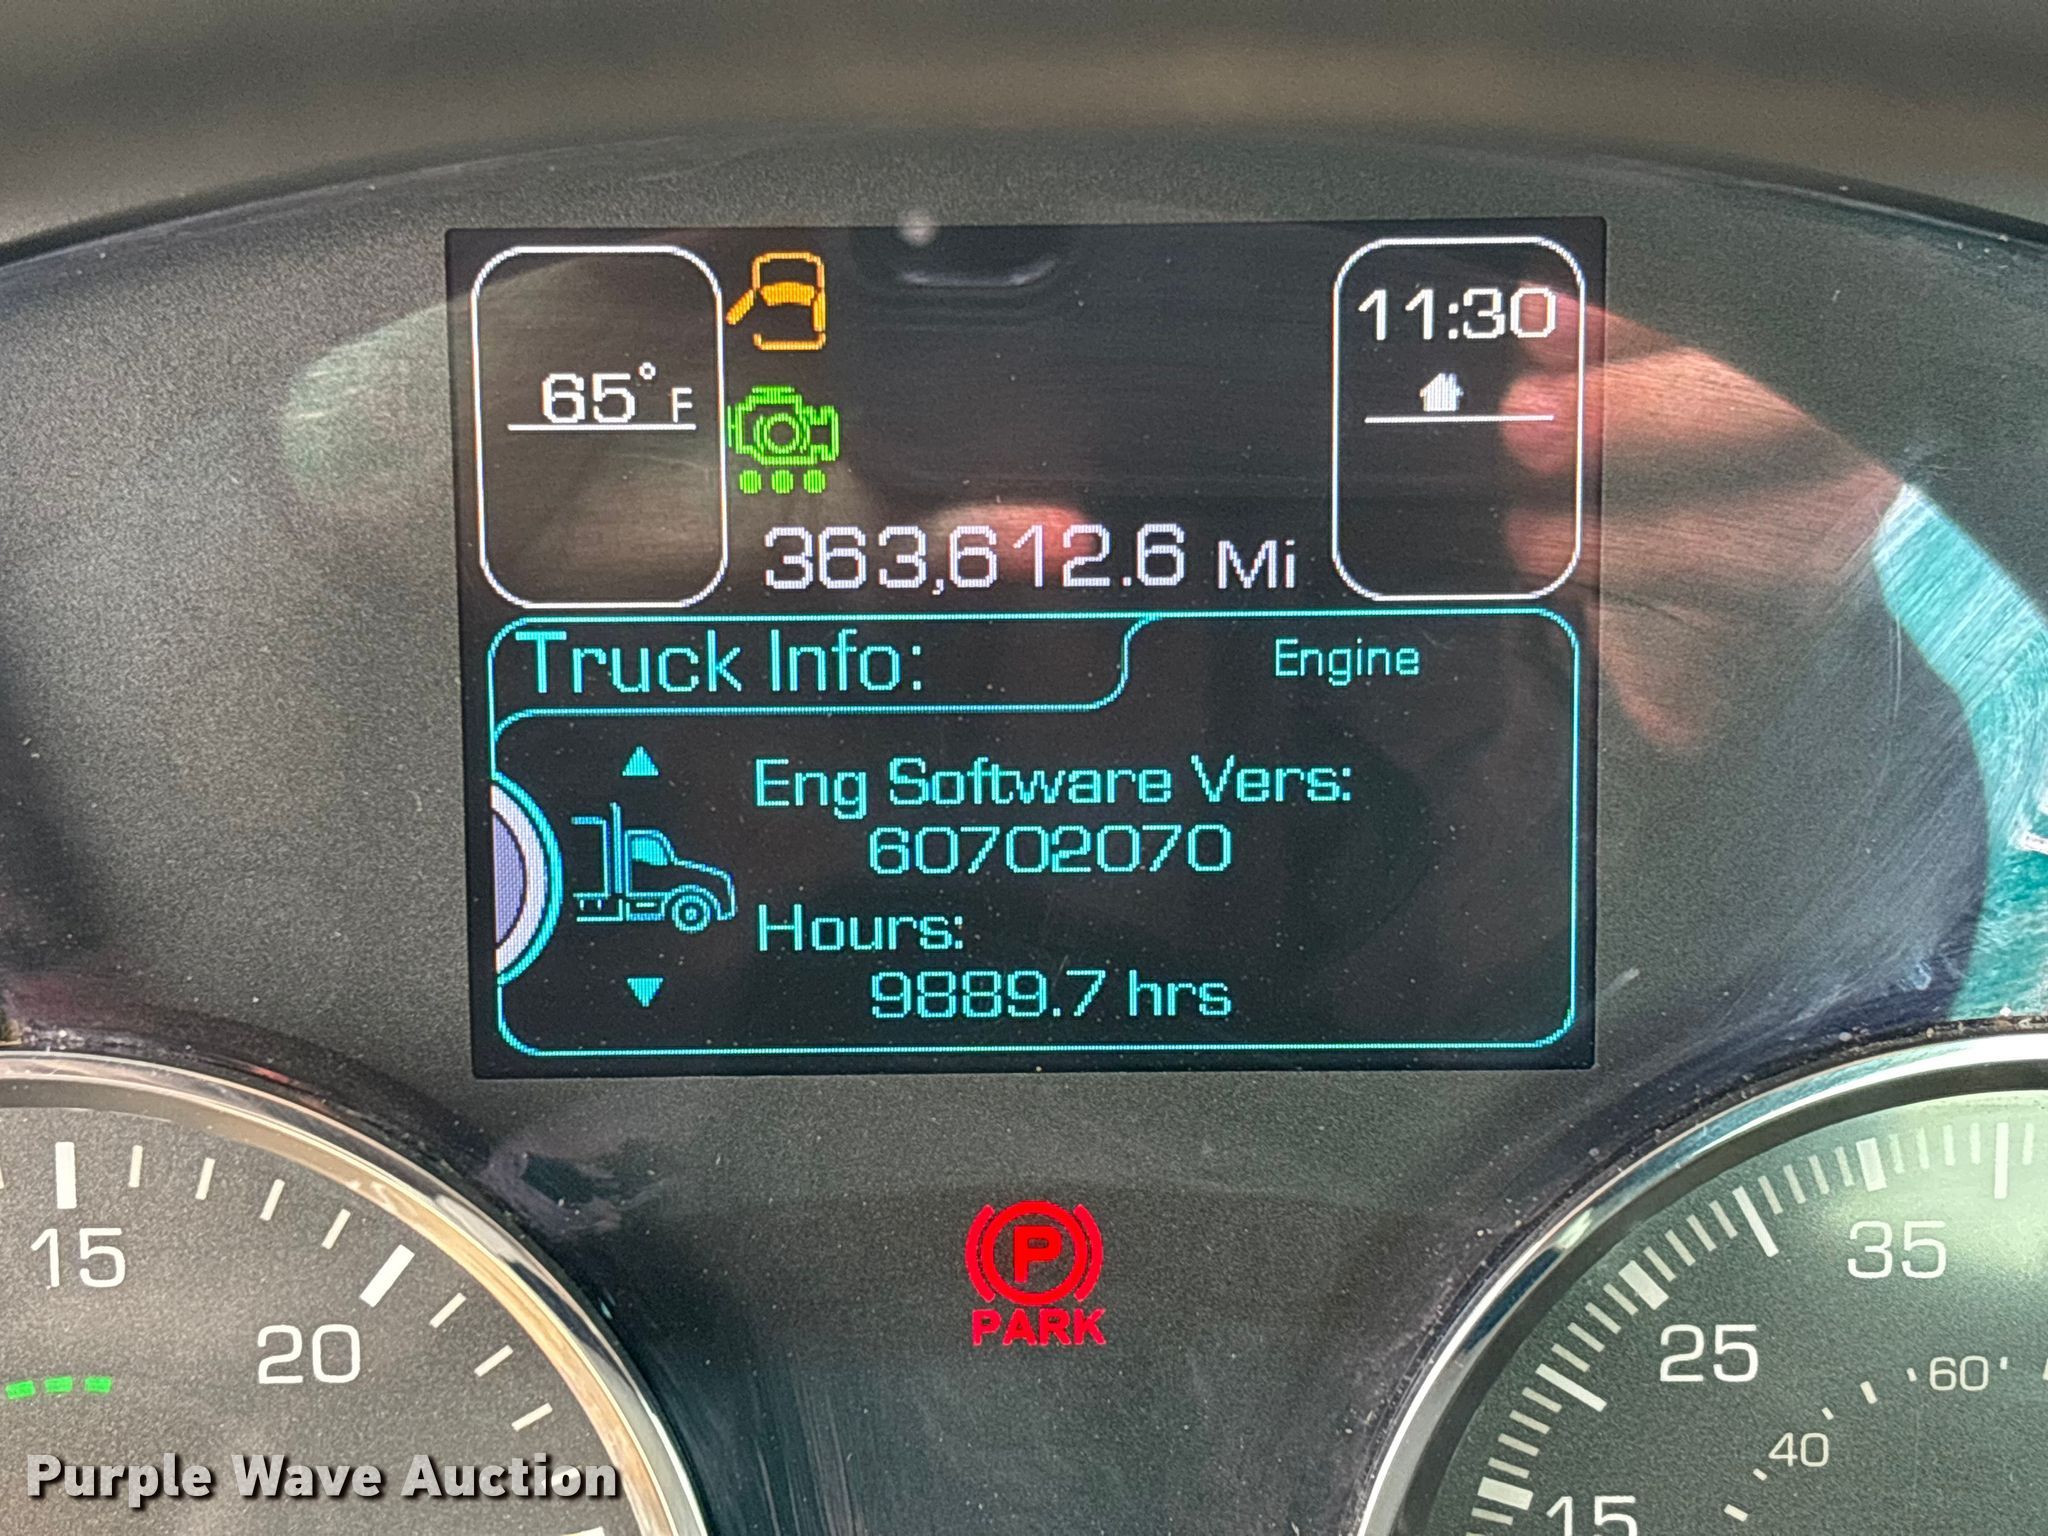 11:30
65°F
363,612.6 Mi
Truck Info:
Engine
Eng Software Vers:
60702070
Hours:
9889.7 hrs
P
PARK
15
20
35
25
15
60
40
Purple Wave Auction